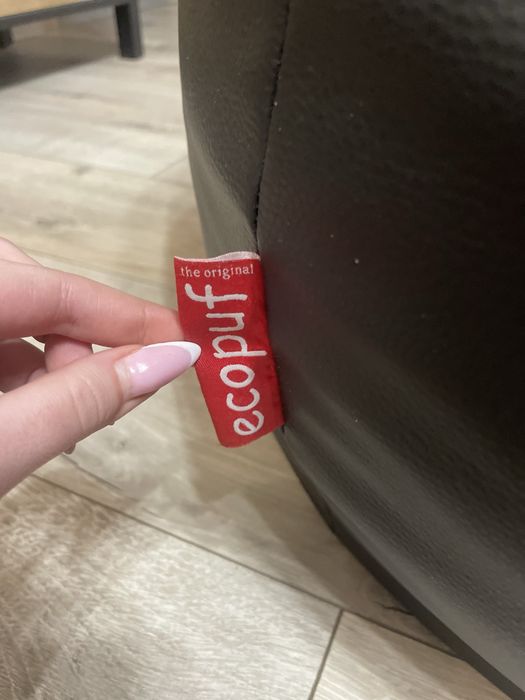 the original
ecopuf